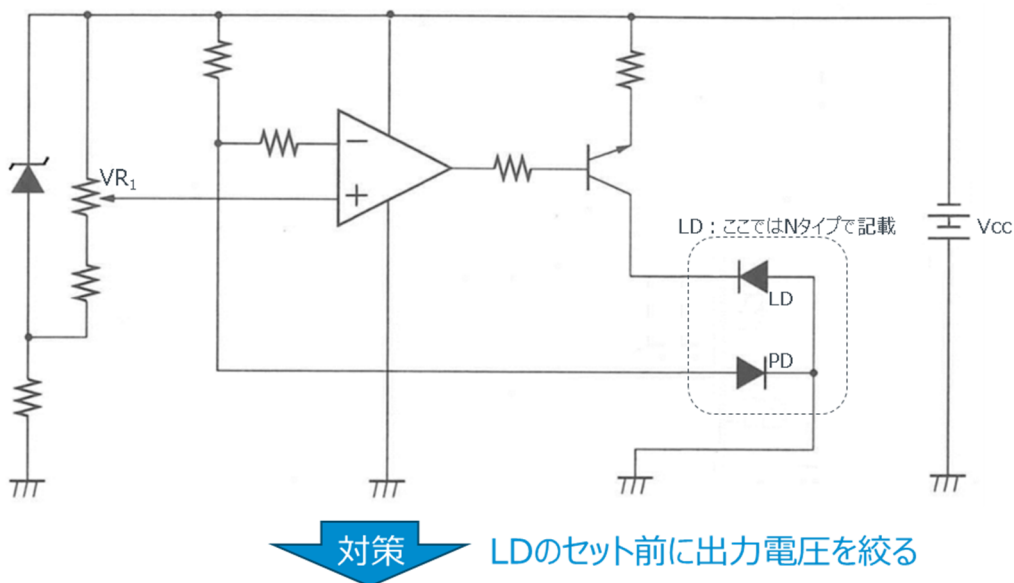 VR₁
−
+
LD：ここではNタイプで記載
Vcc
LD
PD
対策
LDのセット前に出力電圧を絞る